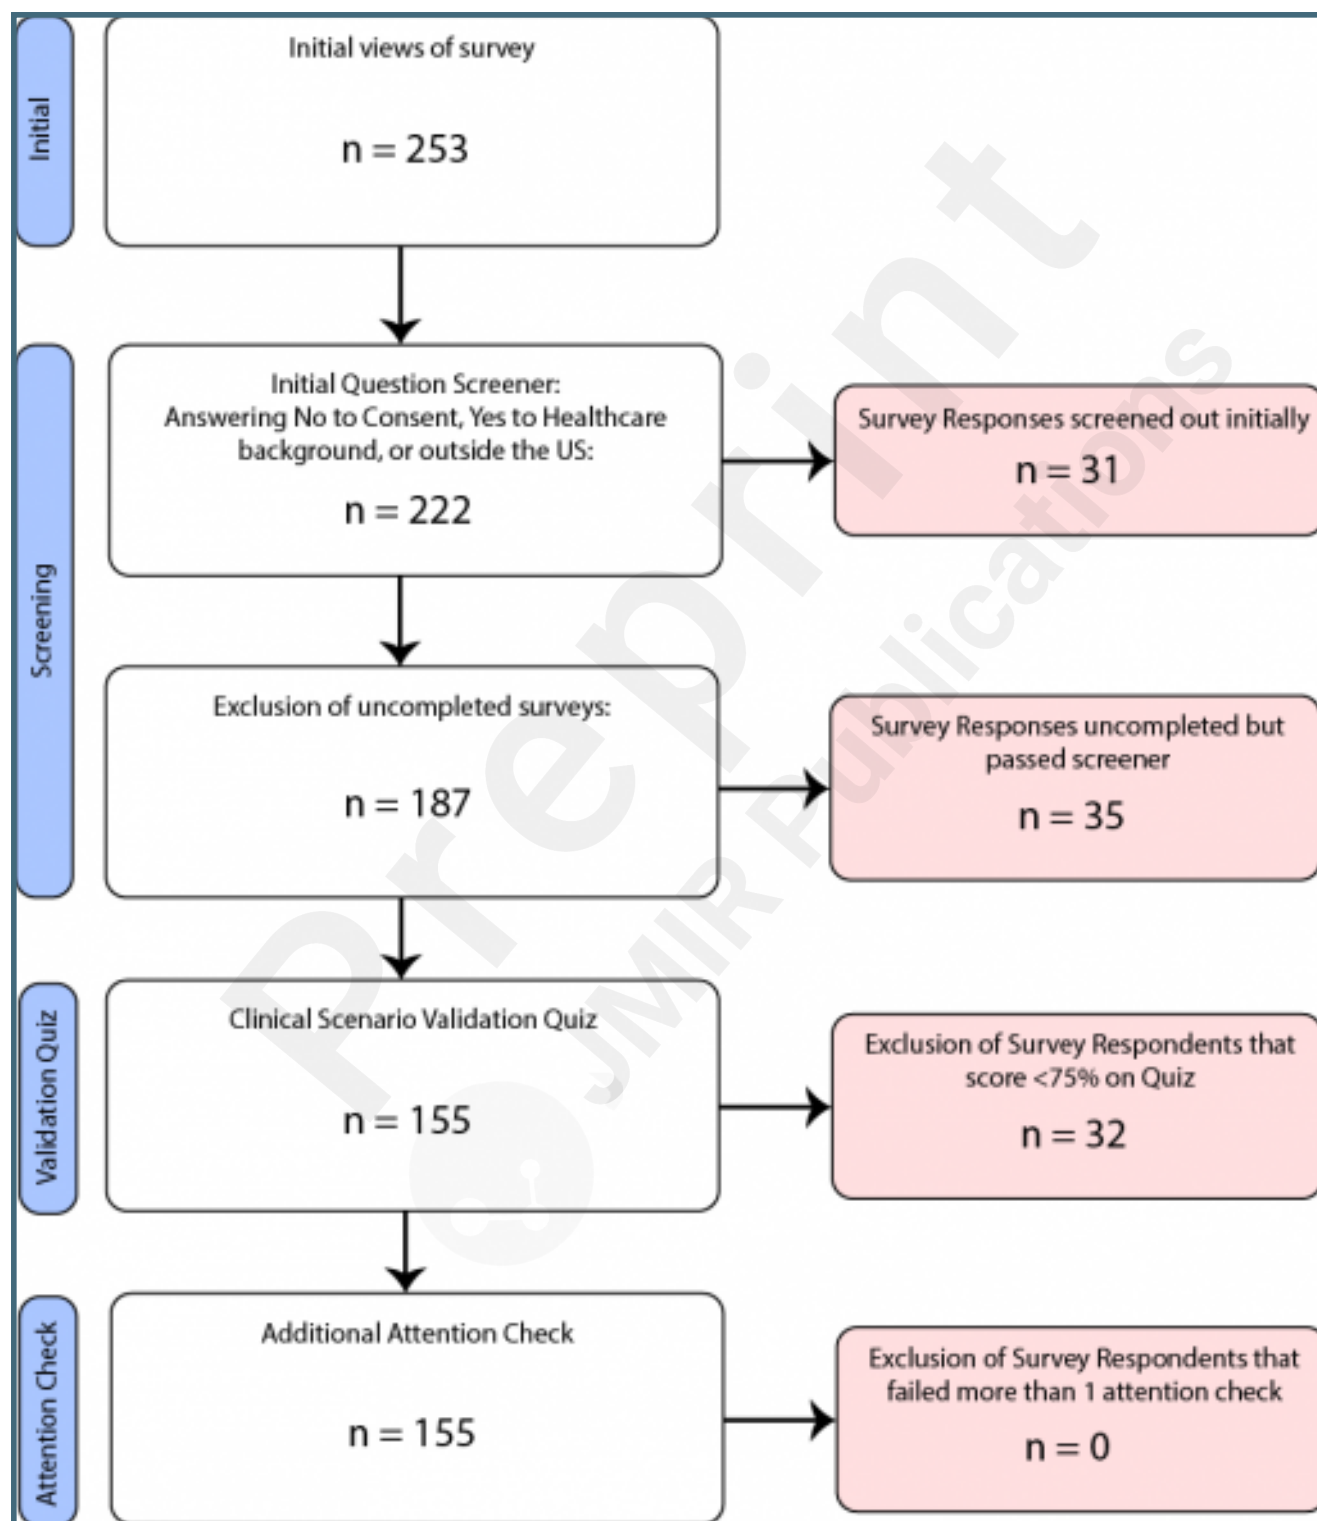 Initial
Initial views of survey
n = 253
Screening
Initial Question Screener:
Answering No to Consent, Yes to Healthcare
background, or outside the US:
n = 222
Survey Responses screened out initially
n = 31
Exclusion of uncompleted surveys:
n = 187
Survey Responses uncompleted but
passed screener
n = 35
Validation Quiz
Clinical Scenario Validation Quiz
n = 155
Exclusion of Survey Respondents that
score <75% on Quiz
n = 32
Attention Check
Additional Attention Check
n = 155
Exclusion of Survey Respondents that
failed more than 1 attention check
n = 0
Preprint
JMIR Publications